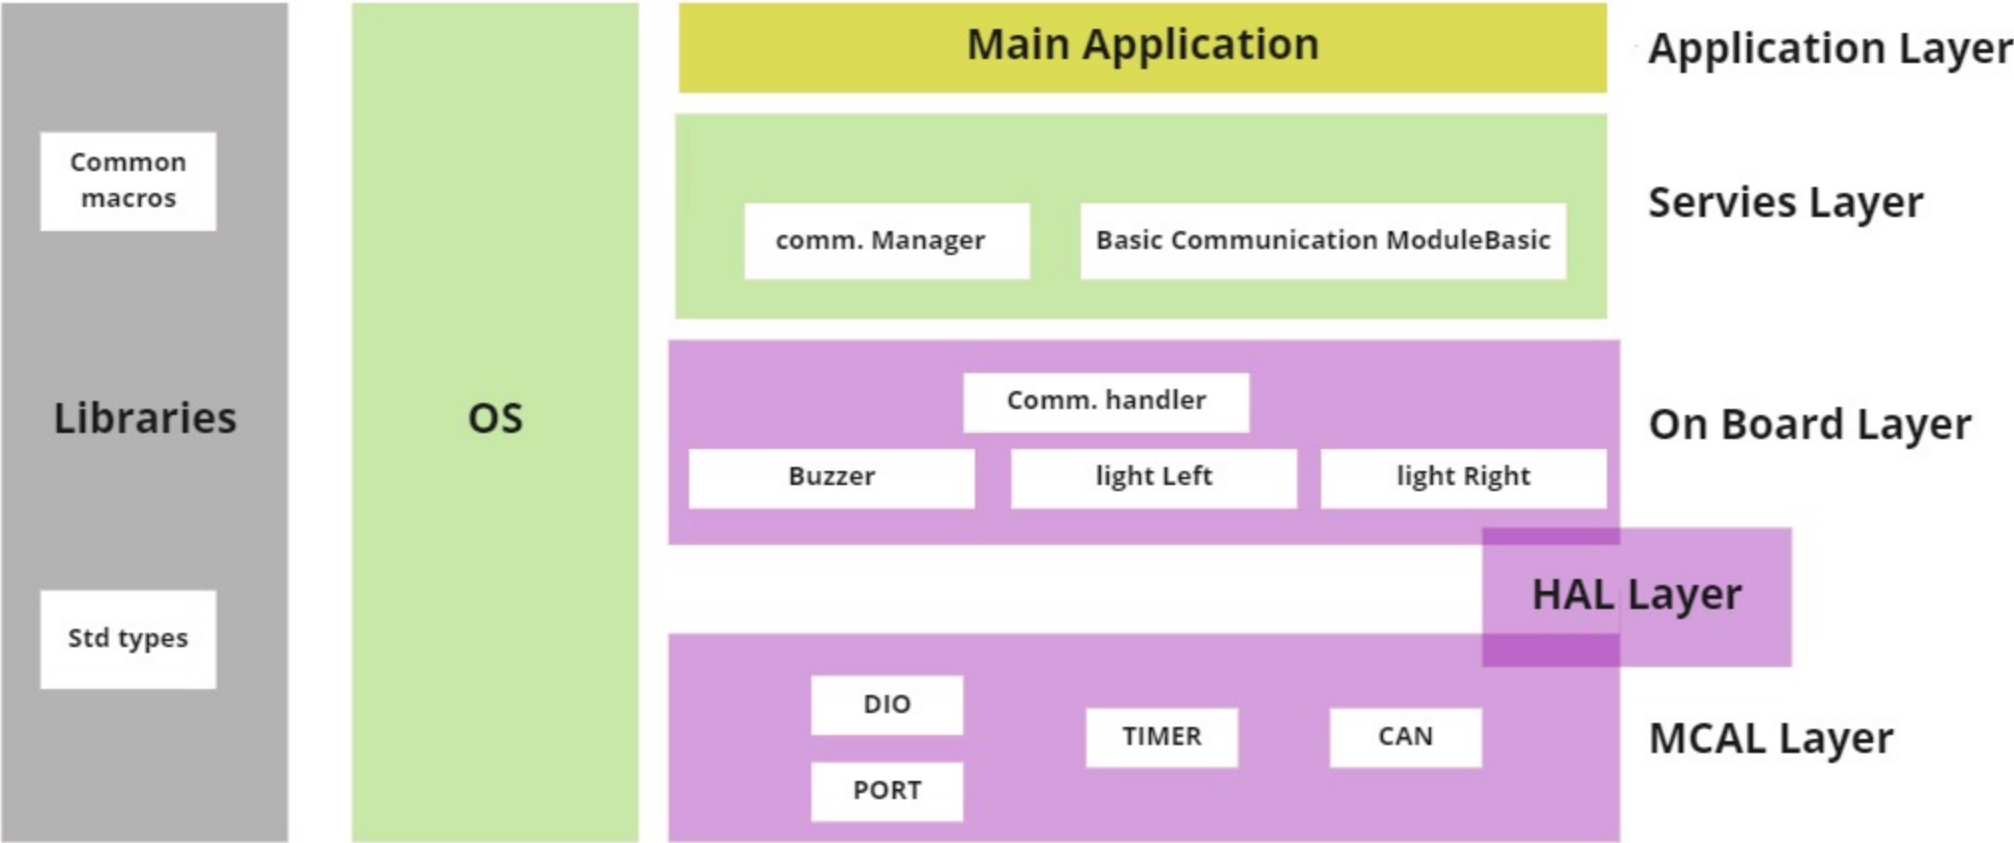 Main Application
Application Layer
Common
macros
Servies Layer
comm. Manager
Basic Communication ModuleBasic
Comm. handler
Libraries
OS
On Board Layer
Buzzer
light Left
light Right
HAL Layer
Std types
DIO
TIMER
CAN
MCAL Layer
PORT